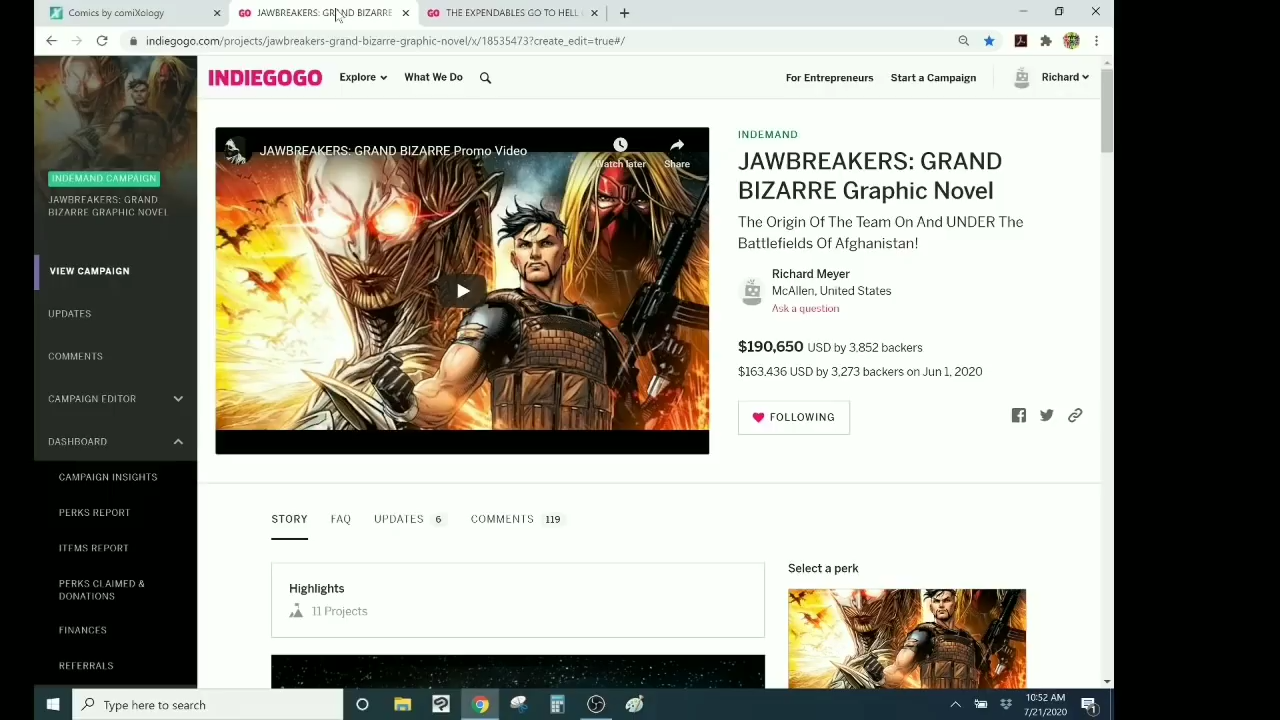 Comics by comiXology
JAWBREAKERS: GRAND BIZARRE
THE EXPENDABLES GO TO HELL
indiegogo.com/projects/jawbreakers-grand-bizarre-graphic-novel/x/18535473?create_edit=true#/
INDIEGOGO
Explore
What We Do
For Entrepreneurs
Start a Campaign
Richard
INDEMAND CAMPAIGN
JAWBREAKERS: GRAND
BIZARRE GRAPHIC NOVEL
VIEW CAMPAIGN
UPDATES
COMMENTS
CAMPAIGN EDITOR
DASHBOARD
CAMPAIGN INSIGHTS
PERKS REPORT
ITEMS REPORT
PERKS CLAIMED &
DONATIONS
FINANCES
REFERRALS
JAWBREAKERS: GRAND BIZARRE Promo Video
Watch later
Share
INDEMAND
JAWBREAKERS: GRAND
BIZARRE Graphic Novel
The Origin Of The Team On And UNDER The
Battlefields Of Afghanistan!
Richard Meyer
McAllen, United States
Ask a question
$190,650 USD by 3,852 backers
$163,436 USD by 3,273 backers on Jun 1, 2020
FOLLOWING
STORY
FAQ
UPDATES 6
COMMENTS 119
Highlights
11 Projects
Select a perk
Type here to search
10:52 AM
7/21/2020
1